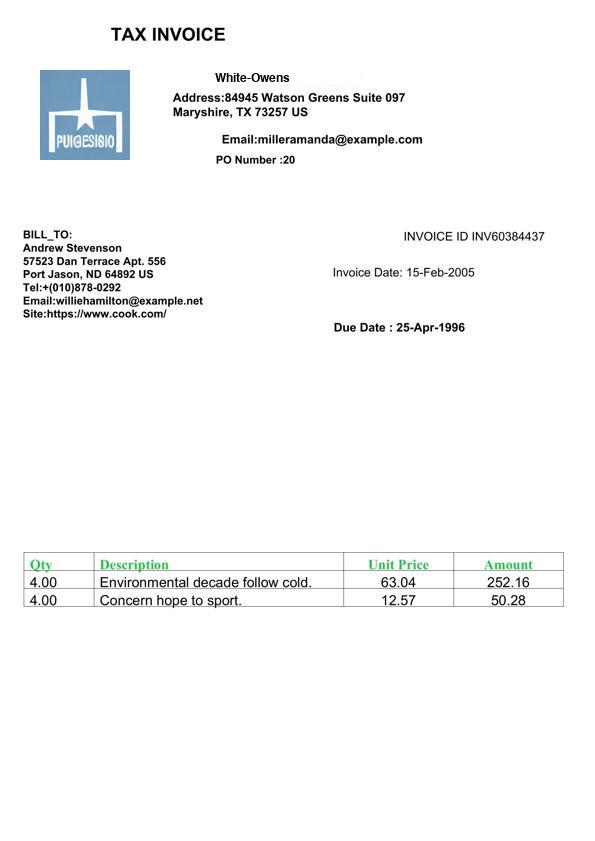 TAX INVOICE
PUIGESISIO
White-Owens
Address:84945 Watson Greens Suite 097
Maryshire, TX 73257 US
Email:milleramanda@example.com
PO Number :20
BILL_TO:
Andrew Stevenson
57523 Dan Terrace Apt. 556
Port Jason, ND 64892 US
Tel:+(010)878-0292
Email:williehamilton@example.net
Site:https://www.cook.com/
INVOICE ID INV60384437
Invoice Date: 15-Feb-2005
Due Date : 25-Apr-1996
Qty Description Unit Price Amount
4.00 Environmental decade follow cold. 63.04 252.16
4.00 Concern hope to sport. 12.57 50.28